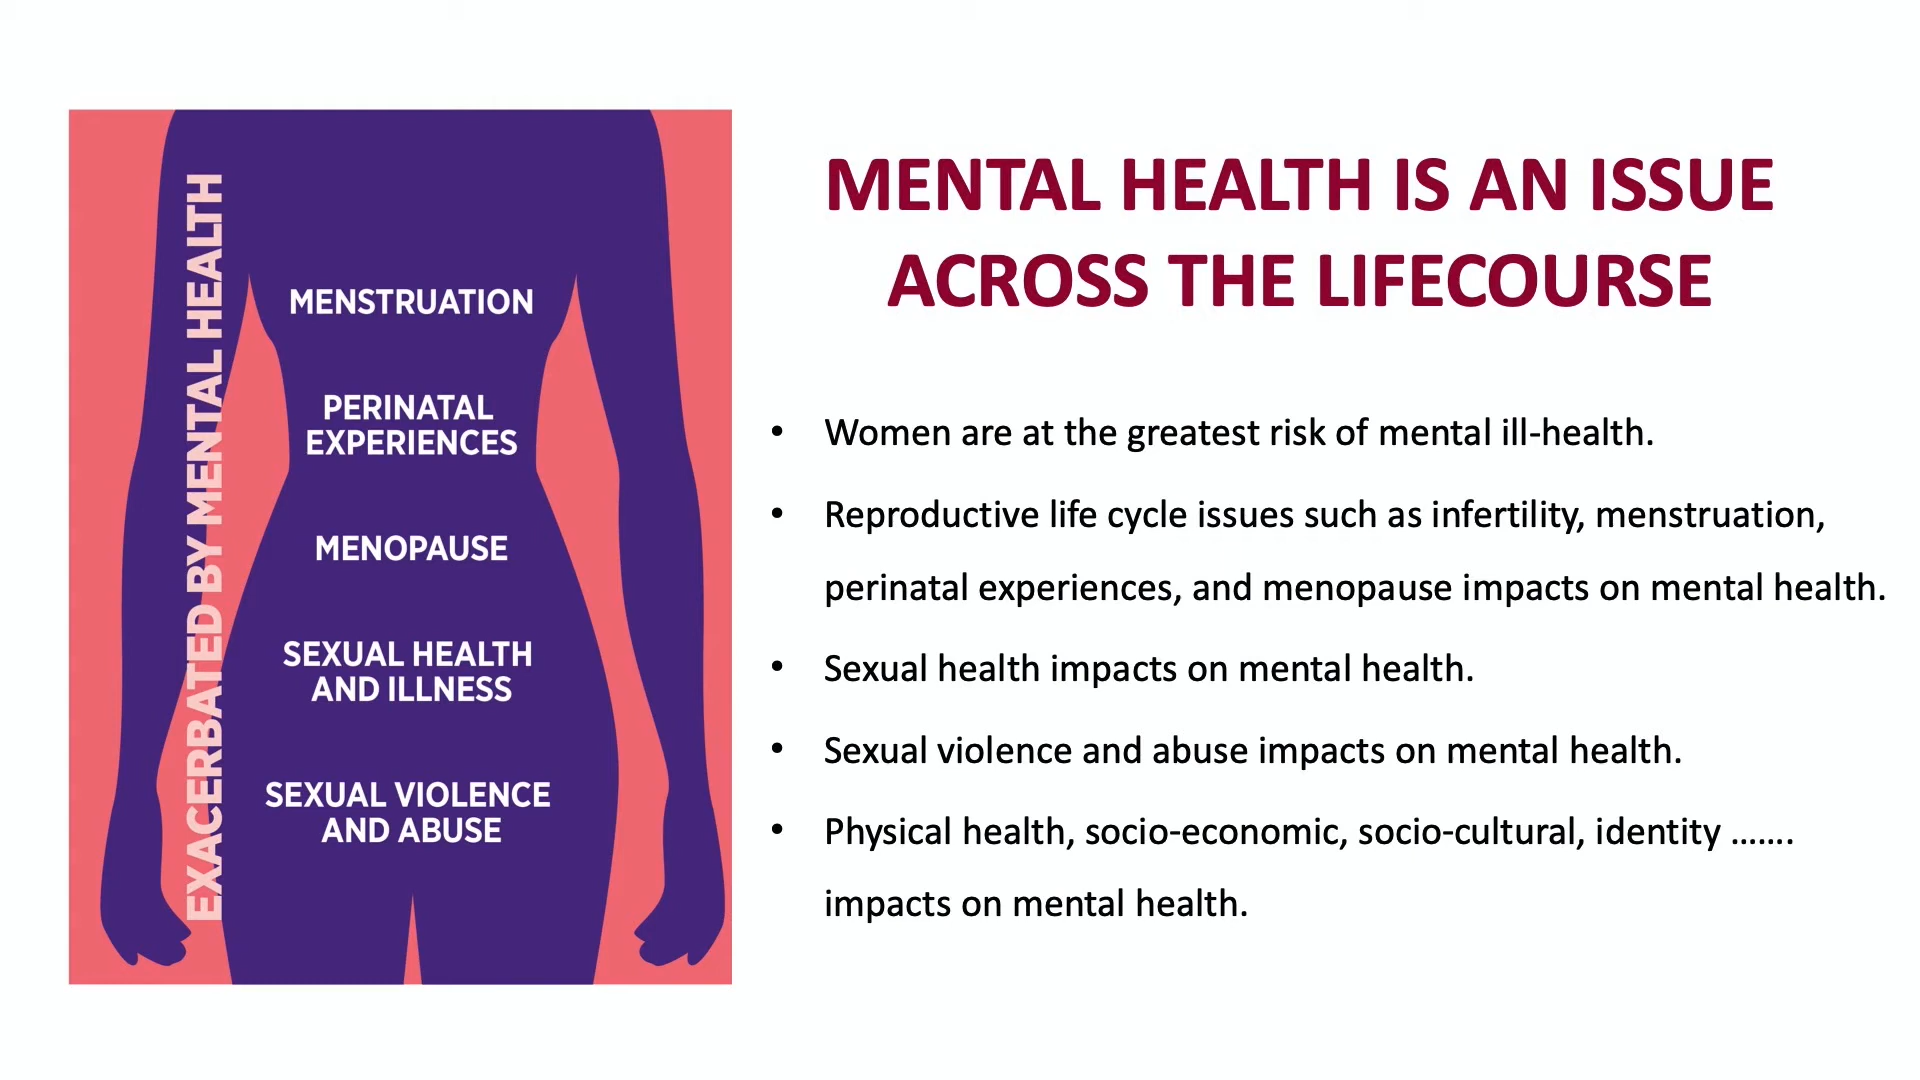 EXACERBATED BY MENTAL HEALTH
MENSTRUATION
PERINATAL
EXPERIENCES
MENOPAUSE
SEXUAL HEALTH
AND ILLNESS
SEXUAL VIOLENCE
AND ABUSE
MENTAL HEALTH IS AN ISSUE
ACROSS THE LIFECOURSE
• Women are at the greatest risk of mental ill-health.
• Reproductive life cycle issues such as infertility, menstruation,
perinatal experiences, and menopause impacts on mental health.
• Sexual health impacts on mental health.
• Sexual violence and abuse impacts on mental health.
• Physical health, socio-economic, socio-cultural, identity …….
impacts on mental health.